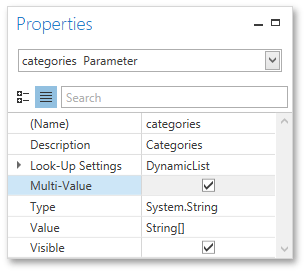 Properties
categories Parameter
Search
(Name) categories
Description Categories
Look-Up Settings DynamicList
Multi-Value
Type System.String
Value String[]
Visible